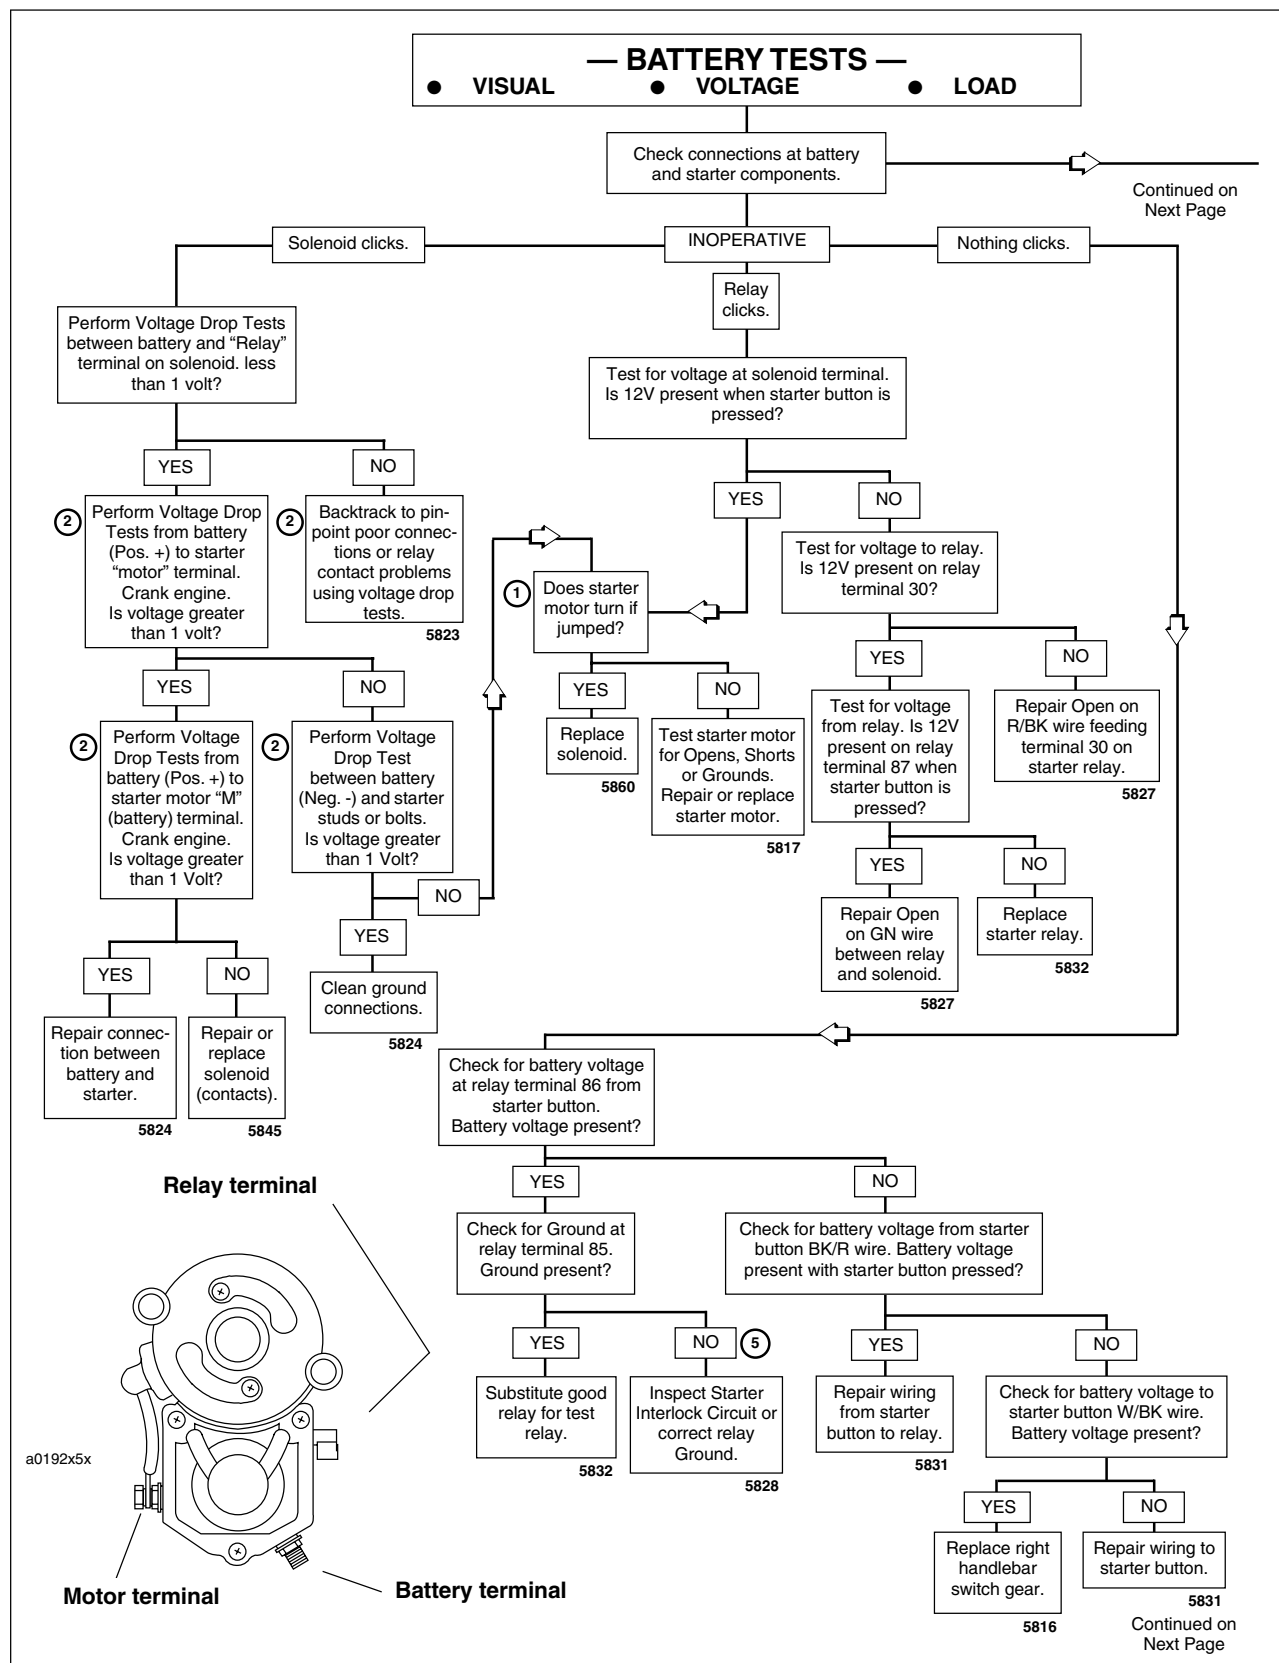 — BATTERY TESTS —
● VISUAL ● VOLTAGE ● LOAD
Check connections at battery
and starter components.
Continued on
Next Page
Solenoid clicks.
INOPERATIVE
Nothing clicks.
Relay
clicks.
Perform Voltage Drop Tests
between battery and “Relay”
terminal on solenoid. less
than 1 volt?
Test for voltage at solenoid terminal.
Is 12V present when starter button is
pressed?
YES
NO
YES
NO
2
Perform Voltage Drop
Tests from battery
(Pos. +) to starter
“motor” terminal.
Crank engine.
Is voltage greater
than 1 volt?
2
Backtrack to pin-
point poor connec-
tions or relay
contact problems
using voltage drop
tests.
5823
1
Does starter
motor turn if
jumped?
Test for voltage to relay.
Is 12V present on relay
terminal 30?
YES
NO
YES
NO
YES
NO
2
Perform Voltage
Drop Tests from
battery (Pos. +) to
starter motor “M”
(battery) terminal.
Crank engine.
Is voltage greater
than 1 Volt?
2
Perform Voltage
Drop Test
between battery
(Neg. -) and starter
studs or bolts.
Is voltage greater
than 1 Volt?
Replace
solenoid.
5860
Test starter motor
for Opens, Shorts
or Grounds.
Repair or replace
starter motor.
5817
Test for voltage
from relay. Is 12V
present on relay
terminal 87 when
starter button is
pressed?
Repair Open on
R/BK wire feeding
terminal 30 on
starter relay.
5827
NO
YES
YES
NO
Repair Open
on GN wire
between relay
and solenoid.
5827
Replace
starter relay.
5832
YES
NO
Clean ground
connections.
5824
Repair connec-
tion between
battery and
starter.
5824
Repair or
replace
solenoid
(contacts).
5845
Check for battery voltage
at relay terminal 86 from
starter button.
Battery voltage present?
YES
NO
Check for Ground at
relay terminal 85.
Ground present?
Check for battery voltage from starter
button BK/R wire. Battery voltage
present with starter button pressed?
YES
NO
5
YES
NO
Substitute good
relay for test
relay.
5832
Inspect Starter
Interlock Circuit or
correct relay
Ground.
5828
Repair wiring
from starter
button to relay.
5831
Check for battery voltage to
starter button W/BK wire.
Battery voltage present?
YES
NO
Replace right
handlebar
switch gear.
5816
Repair wiring to
starter button.
5831
Continued on
Next Page
Relay terminal
a0192x5x
Motor terminal
Battery terminal